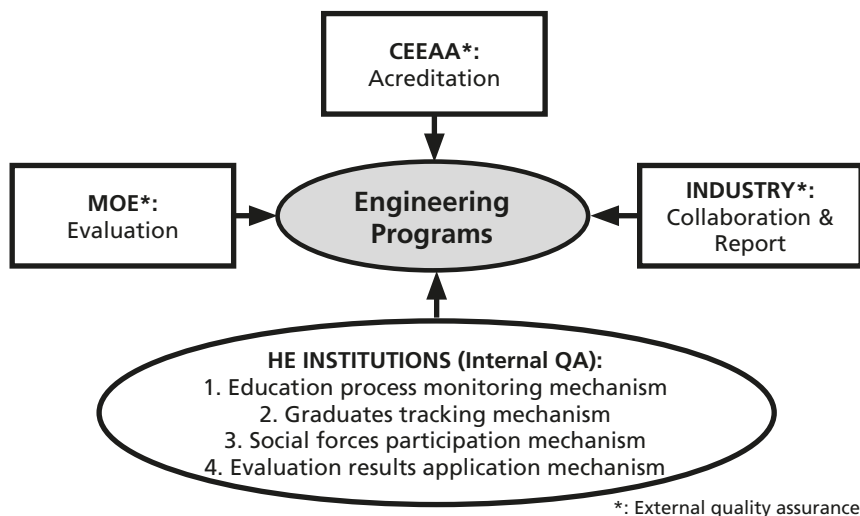 CEEAA*:
Acreditation
MOE*:
Evaluation
Engineering
Programs
INDUSTRY*:
Collaboration &
Report
HE INSTITUTIONS (Internal QA):
1. Education process monitoring mechanism
2. Graduates tracking mechanism
3. Social forces participation mechanism
4. Evaluation results application mechanism
*: External quality assurance